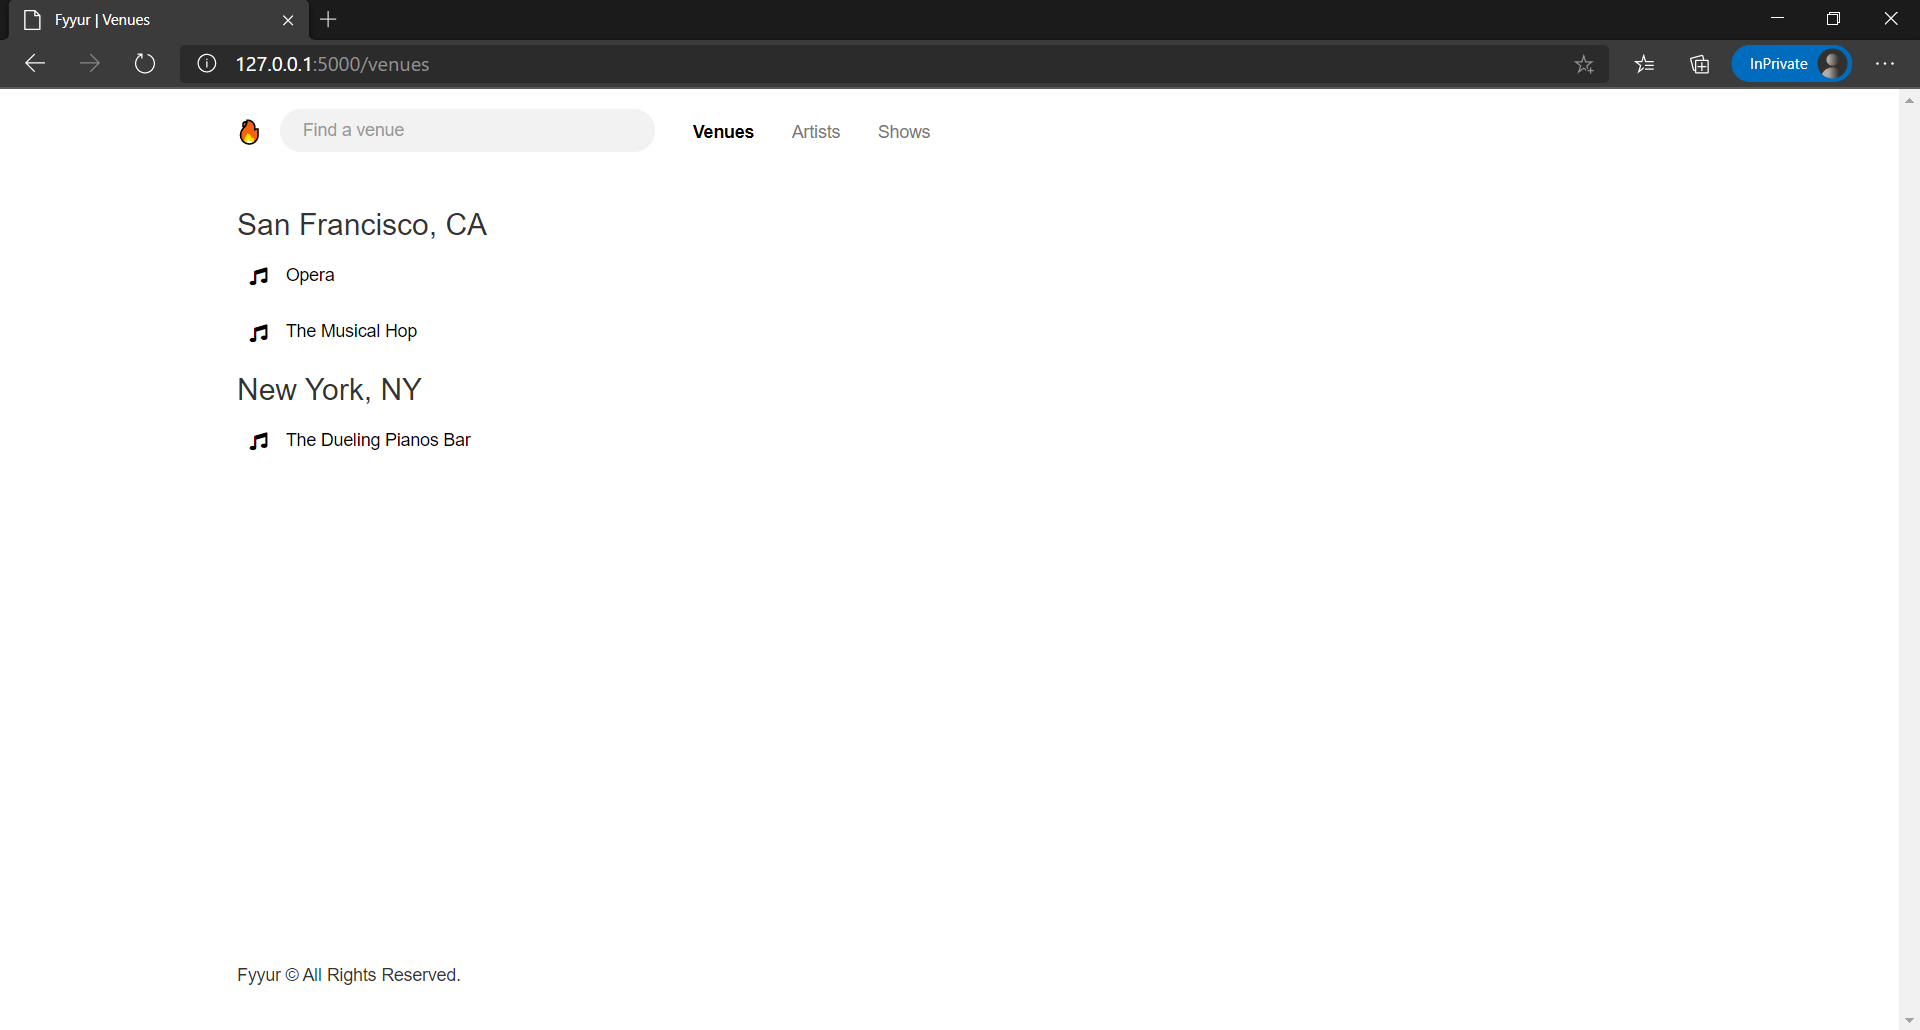 Fyyur | Venues
127.0.0.1:5000/venues
InPrivate
Find a venue
Venues
Artists
Shows
San Francisco, CA
Opera
The Musical Hop
New York, NY
The Dueling Pianos Bar
Fyyur © All Rights Reserved.